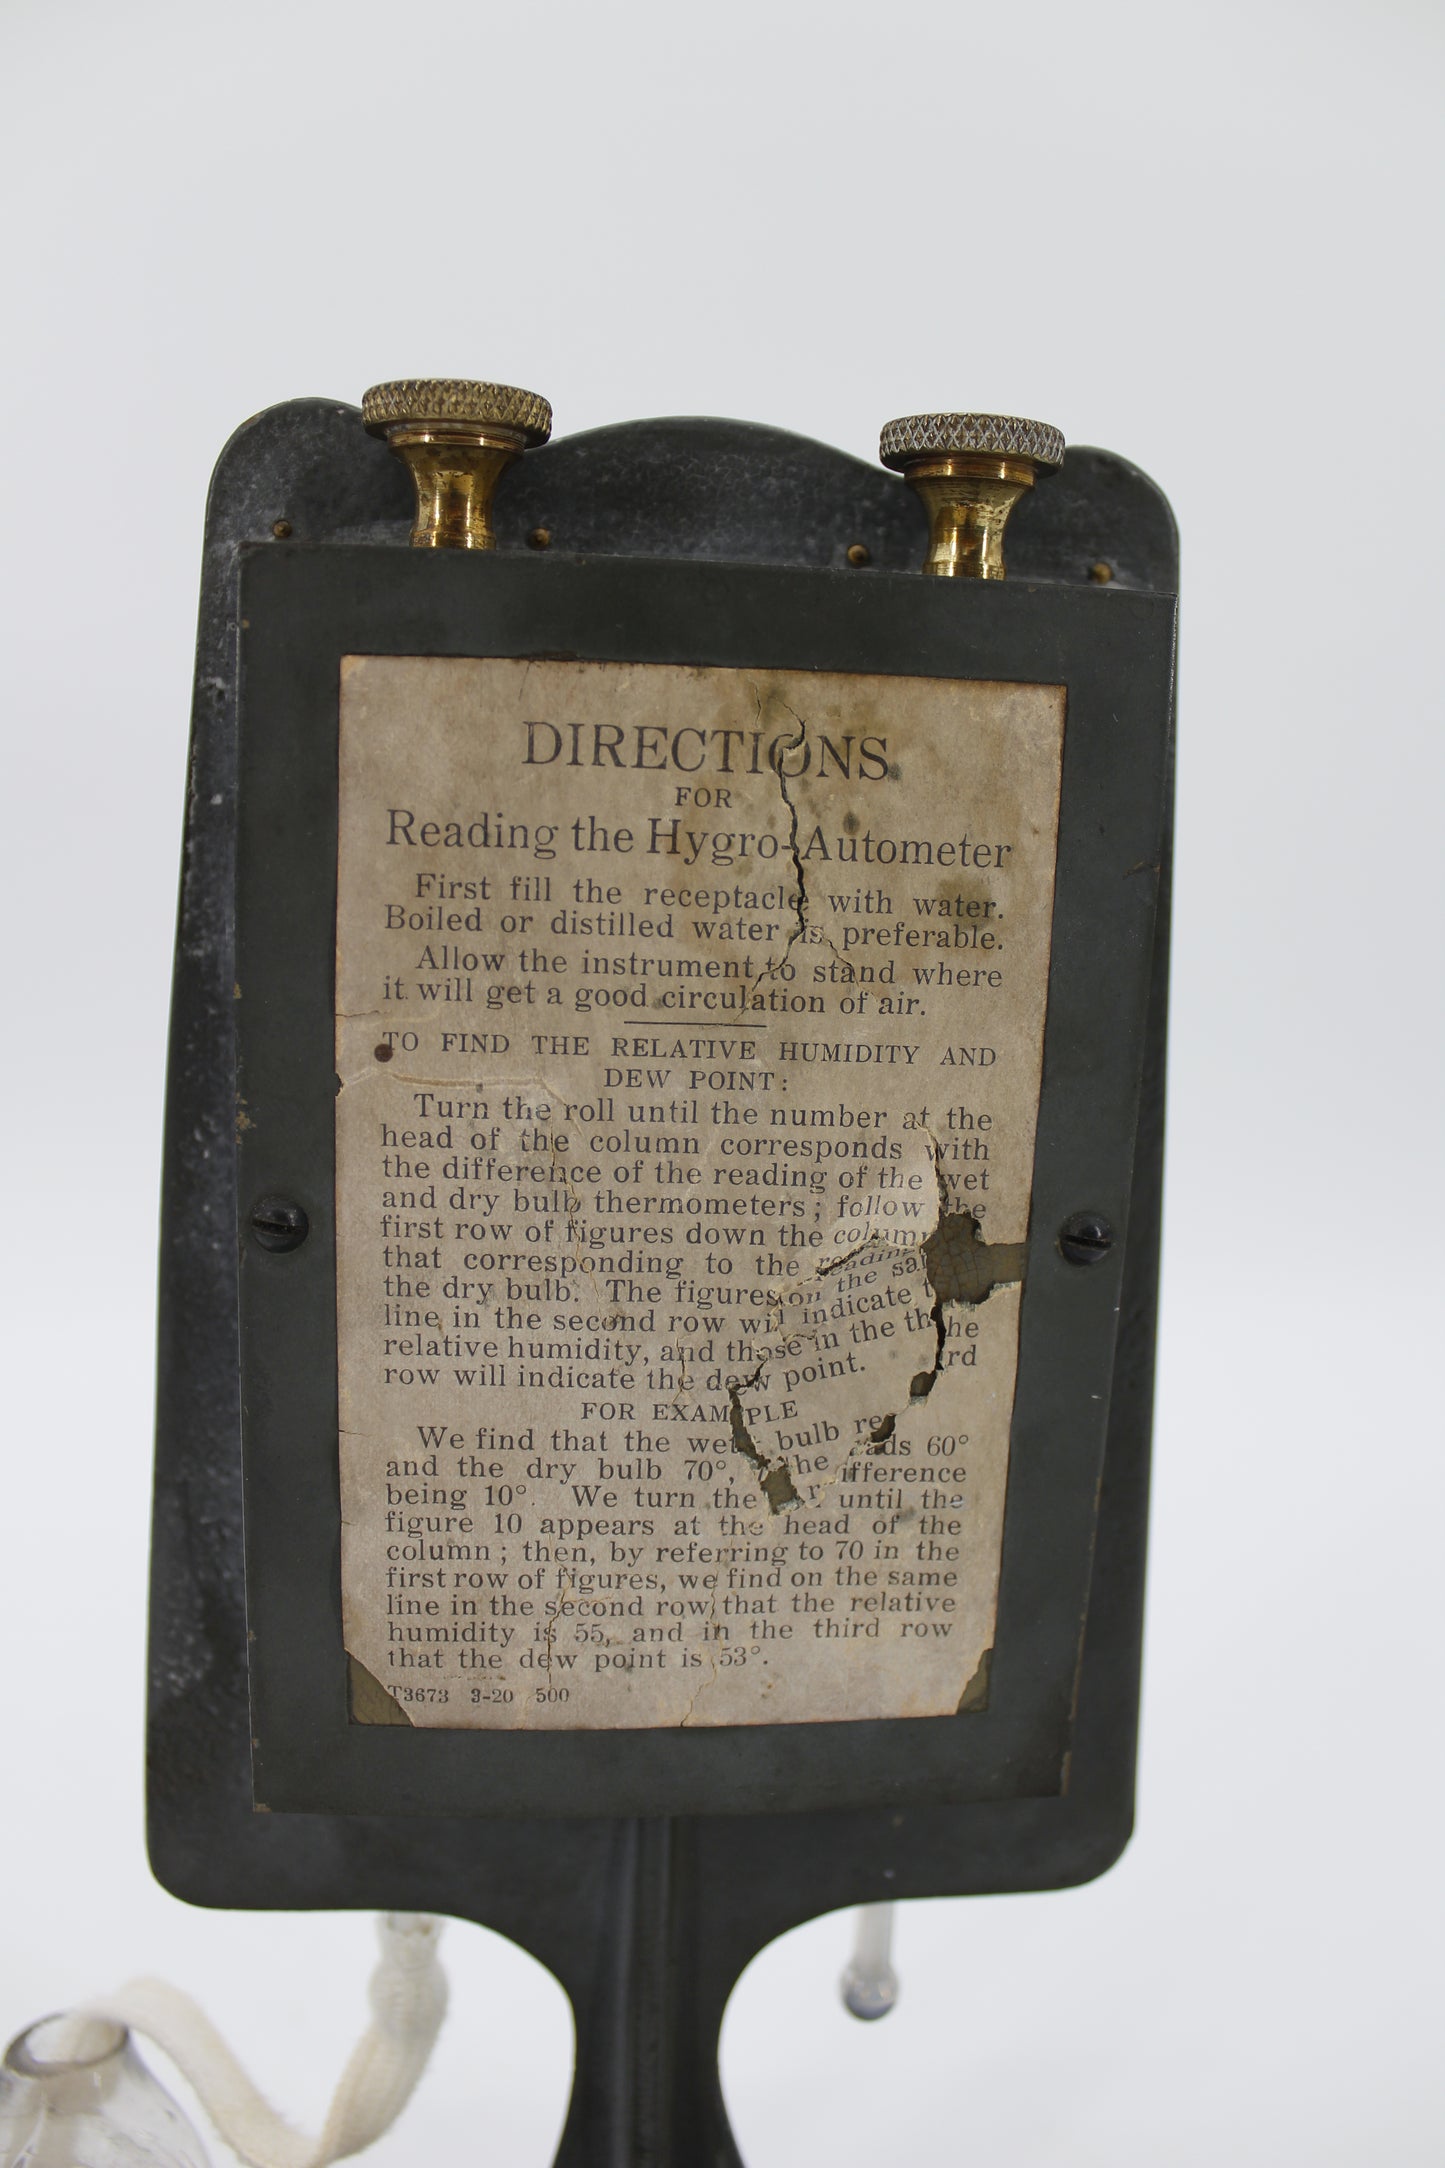 DIRECTIONS
FOR
Reading the Hygro-Autometer
First fill the receptacle with water.
Boiled or distilled water is preferable.
Allow the instrument to stand where
it will get a good circulation of air.
TO FIND THE RELATIVE HUMIDITY AND
DEW POINT:
Turn the roll until the number at the
head of the column corresponds with
the difference of the reading of the wet
and dry bulb thermometers; follow the
first row of figures down the
that corresponding to the reading
the dry bulb. The figures on the
line in the second row will indicate the
relative humidity, and those in the third
row will indicate the dew point.
FOR EXAMPLE
We find that the wet bulb reads 60°
and the dry bulb 70°, the difference
being 10°. We turn the until the
figure 10 appears at the head of the
column; then, by referring to 70 in the
first row of figures, we find on the same
line in the second row that the relative
humidity is 55, and in the third row
that the dew point is 53°.
T3673 3-20 500